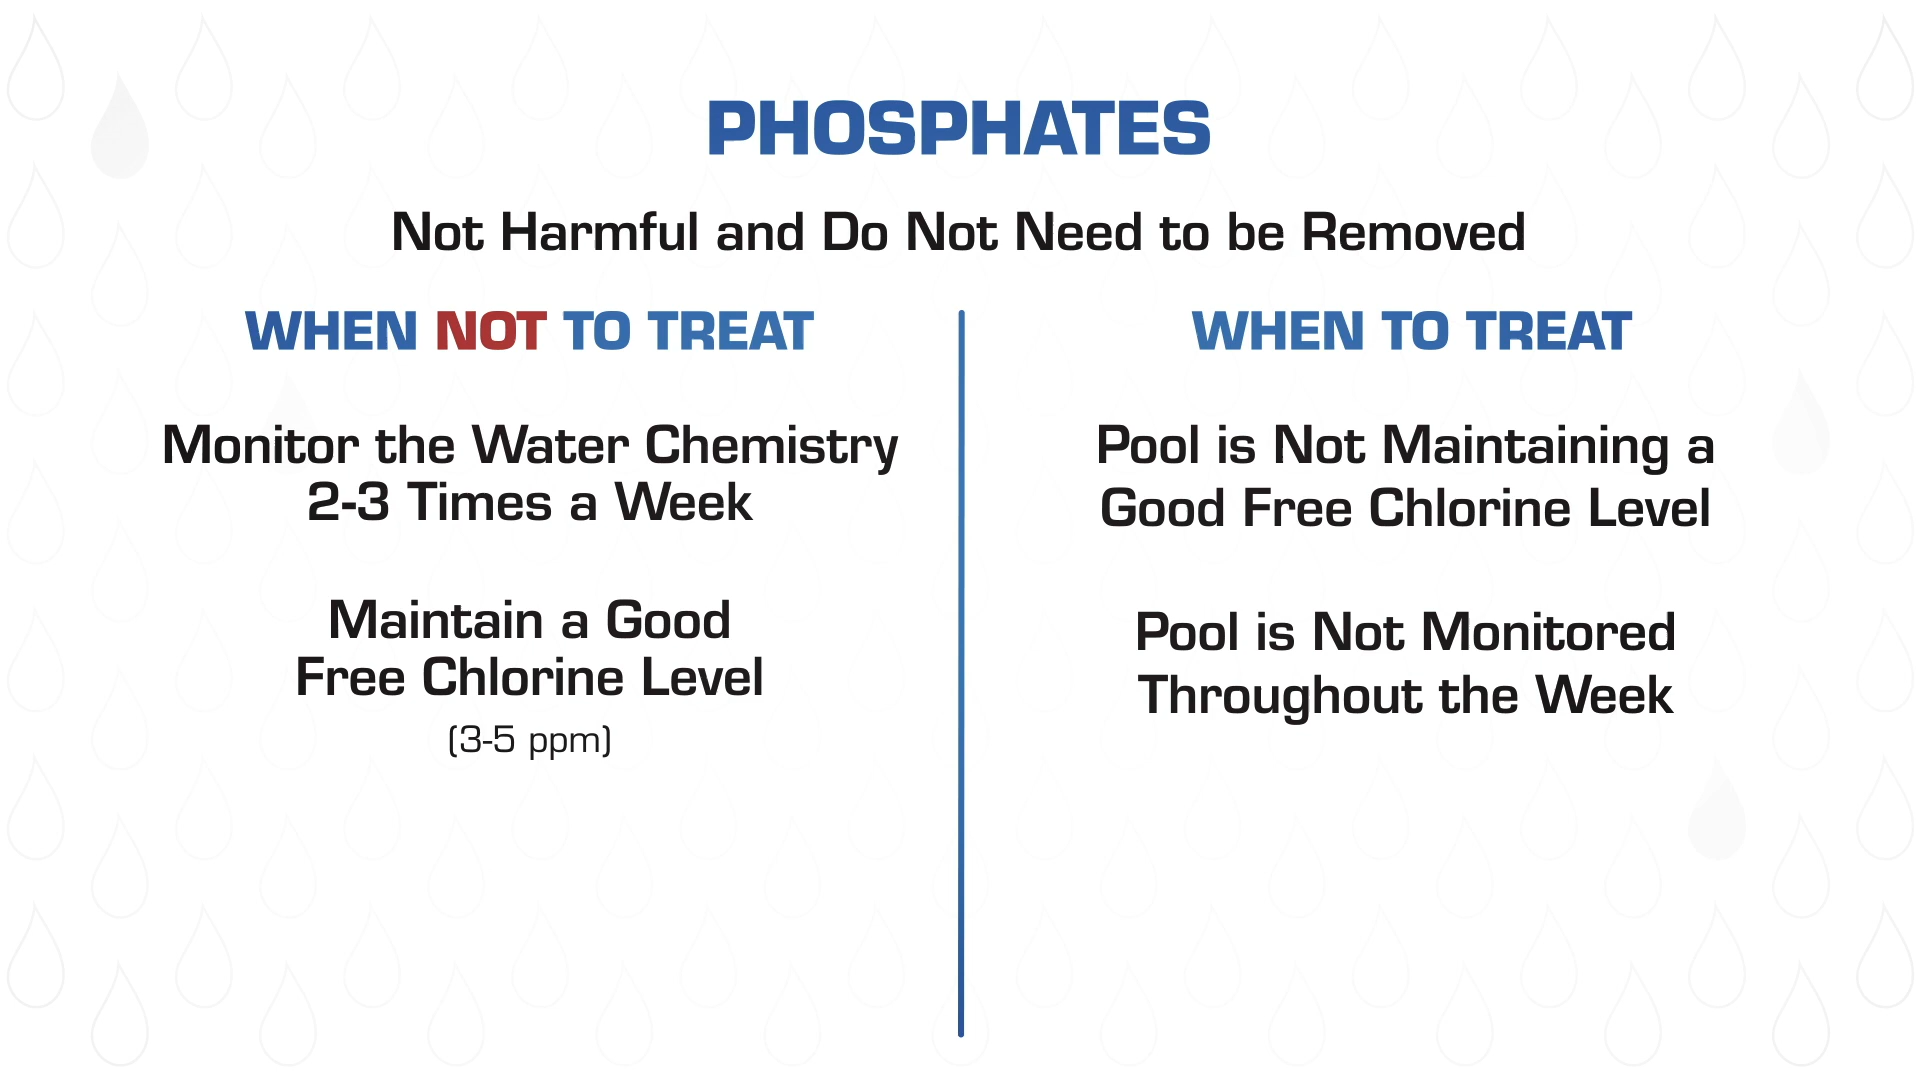 PHOSPHATES
Not Harmful and Do Not Need to be Removed
WHEN NOT TO TREAT
Monitor the Water Chemistry
2-3 Times a Week
Maintain a Good
Free Chlorine Level
(3-5 ppm)
WHEN TO TREAT
Pool is Not Maintaining a
Good Free Chlorine Level
Pool is Not Monitored
Throughout the Week